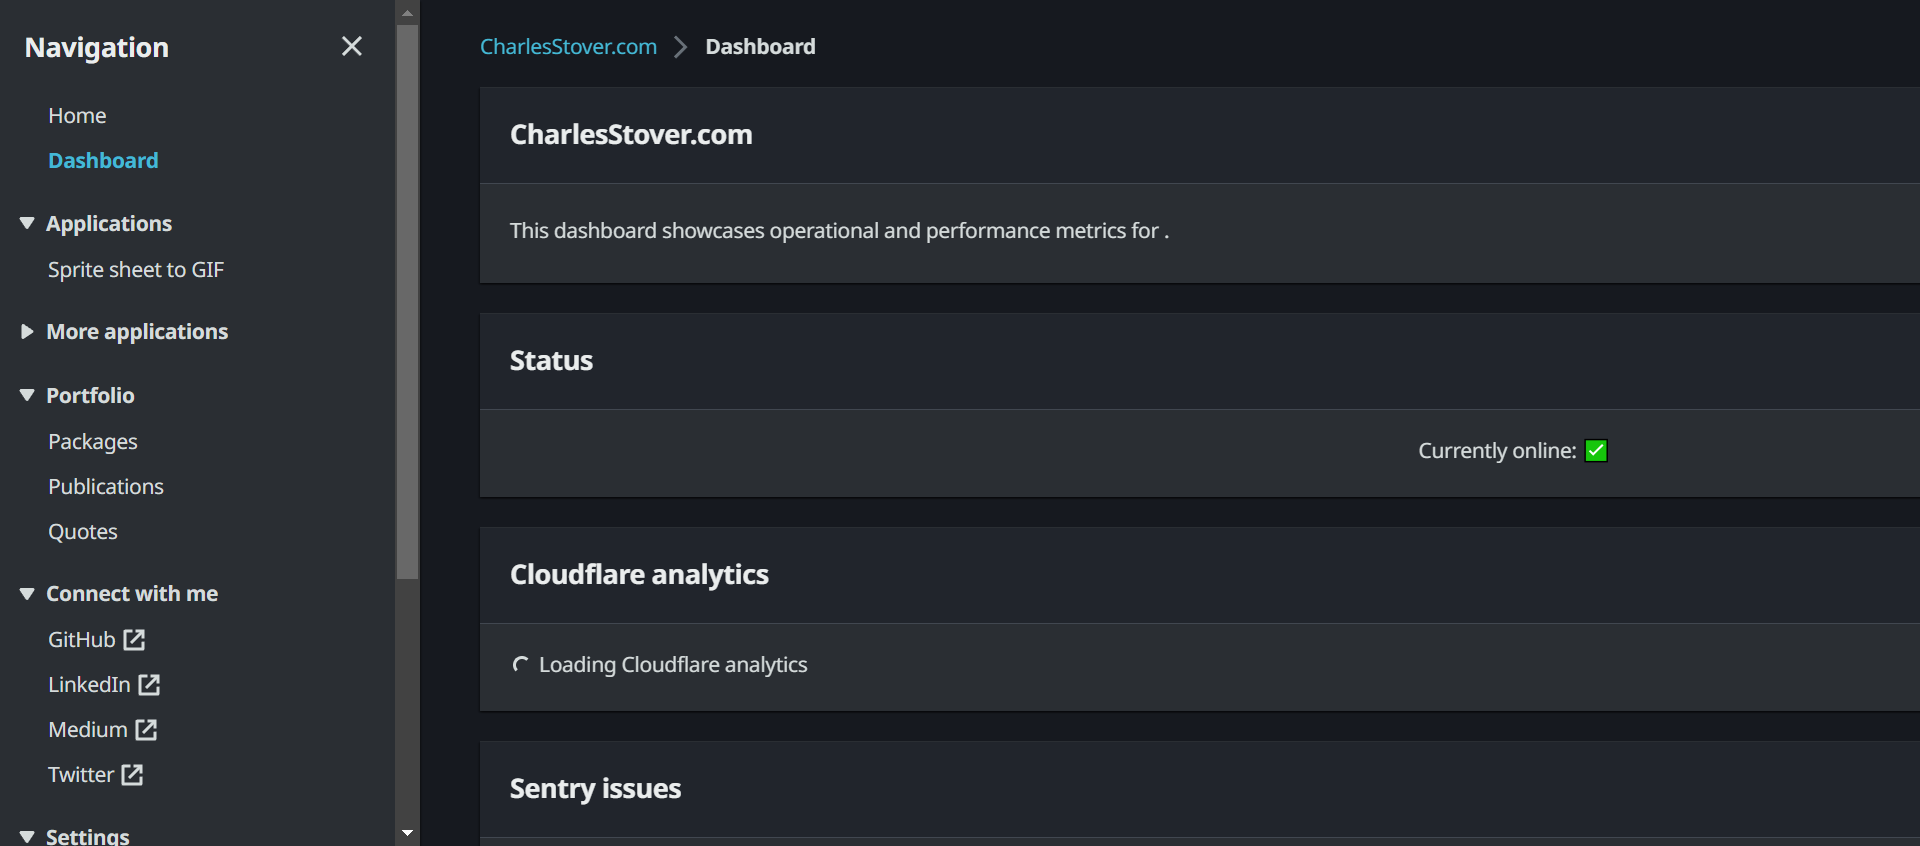 Navigation
Home
Dashboard
Applications
Sprite sheet to GIF
More applications
Portfolio
Packages
Publications
Quotes
Connect with me
GitHub
LinkedIn
Medium
Twitter
Settings
CharlesStover.com > Dashboard
CharlesStover.com
This dashboard showcases operational and performance metrics for .
Status
Currently online:
Cloudflare analytics
Loading Cloudflare analytics
Sentry issues